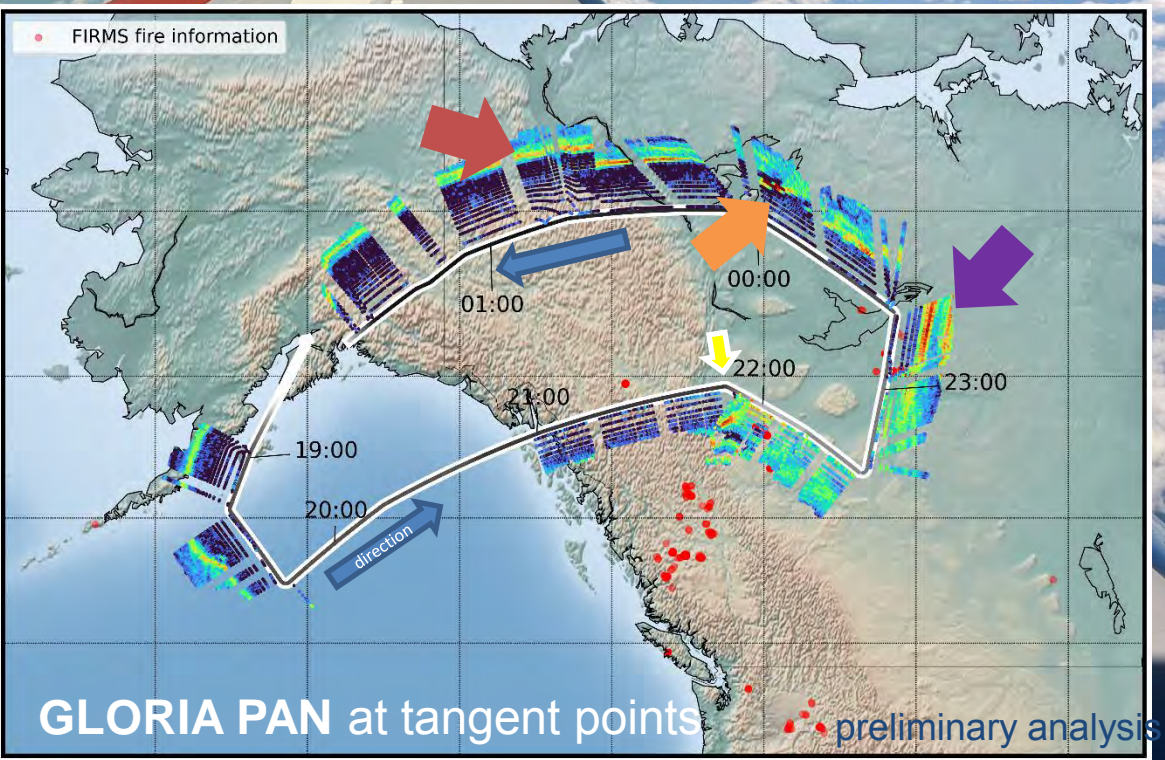 FIRMS fire information
00:00
01:00
22:00
21:00
23:00
19:00
20:00
direction
GLORIA PAN at tangent points
preliminary analysis